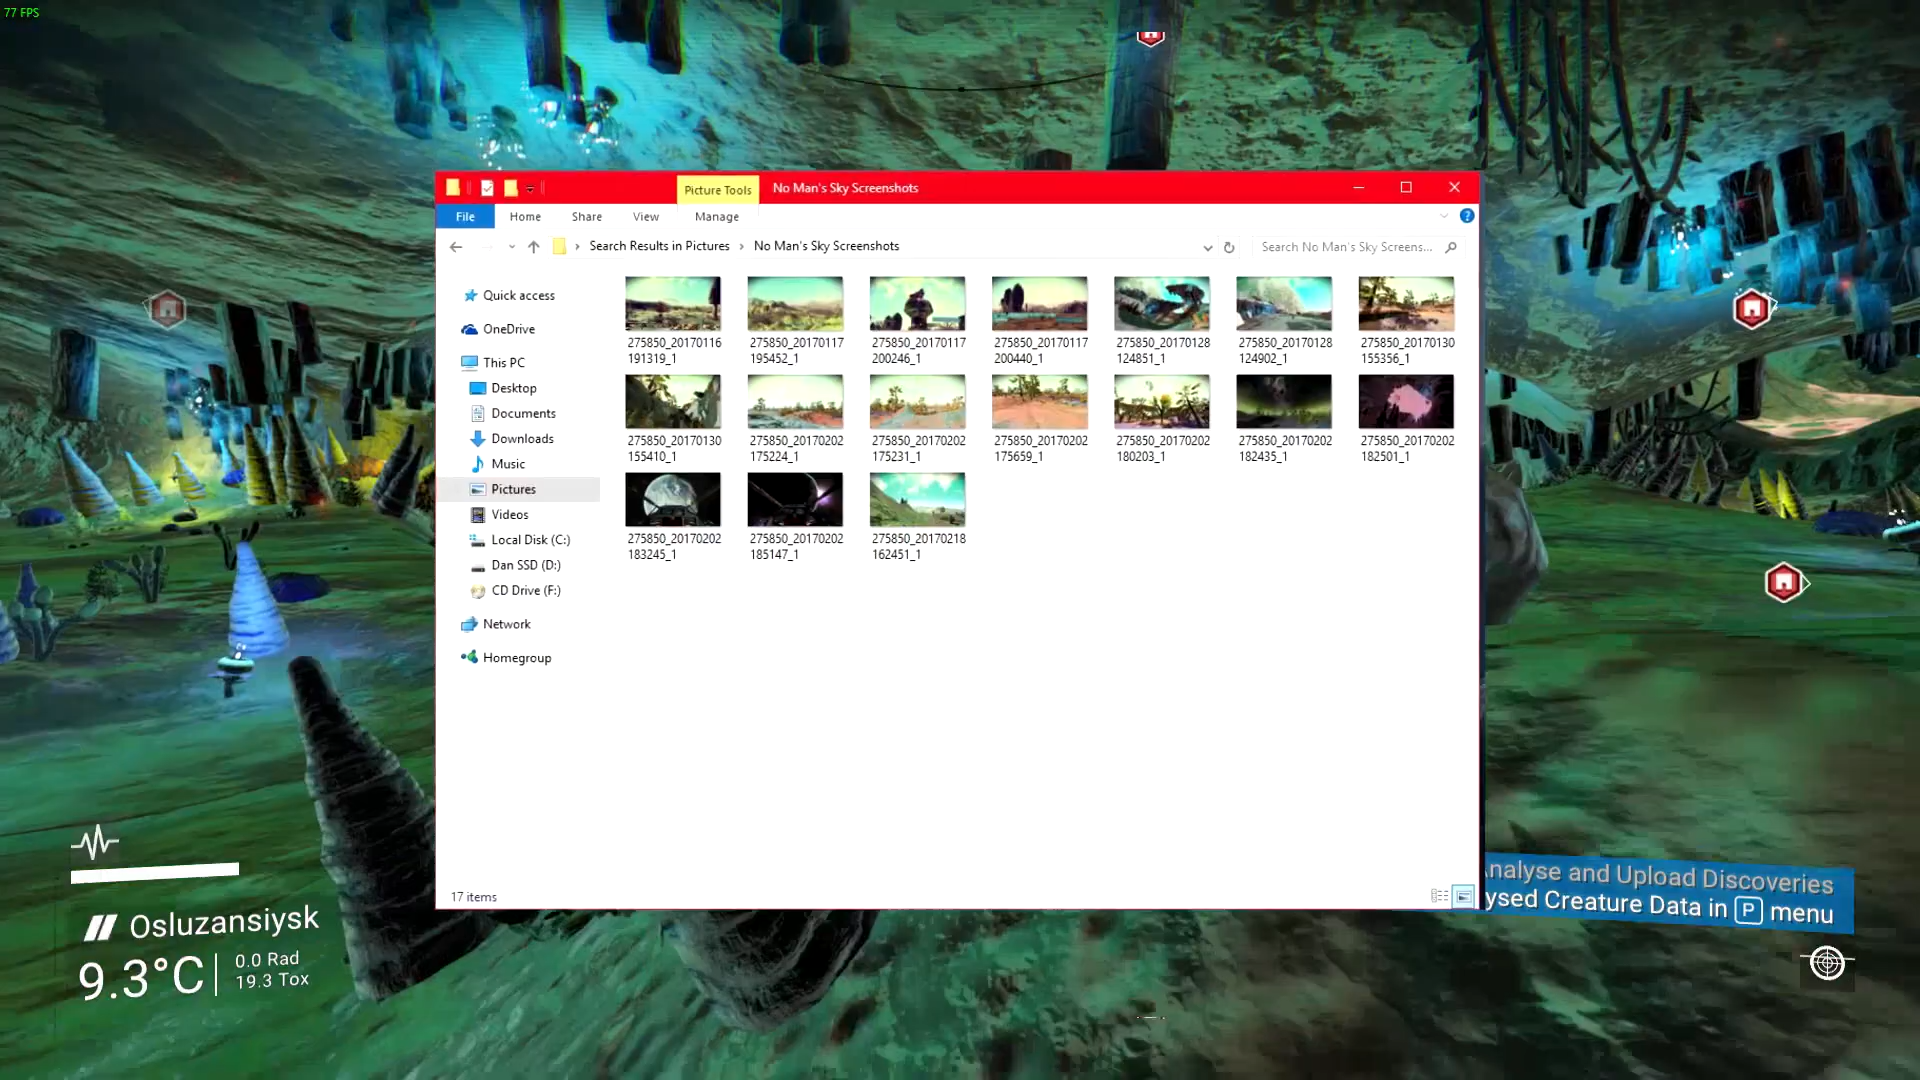 77 FPS
Picture Tools
No Man's Sky Screenshots
File
Home
Share
View
Manage
?
Search Results in Pictures
No Man's Sky Screenshots
Search No Man's Sky Screens...
Quick access
OneDrive
This PC
Desktop
Documents
Downloads
Music
Pictures
Videos
Local Disk (C:)
Dan SSD (D:)
CD Drive (F:)
Network
Homegroup
275850_20170116
191319_1
275850_20170117
195452_1
275850_20170117
200246_1
275850_20170117
200440_1
275850_20170128
124851_1
275850_20170128
124902_1
275850_20170130
155356_1
275850_20170130
155410_1
275850_20170202
175224_1
275850_20170202
175231_1
275850_20170202
175659_1
275850_20170202
180203_1
275850_20170202
182435_1
275850_20170202
182501_1
275850_20170202
183245_1
275850_20170202
185147_1
275850_20170218
162451_1
17 items
nalyse and Upload Discoveries
ysed Creature Data in P menu
Osluzansiysk
9.3°C
0.0 Rad
19.3 Tox